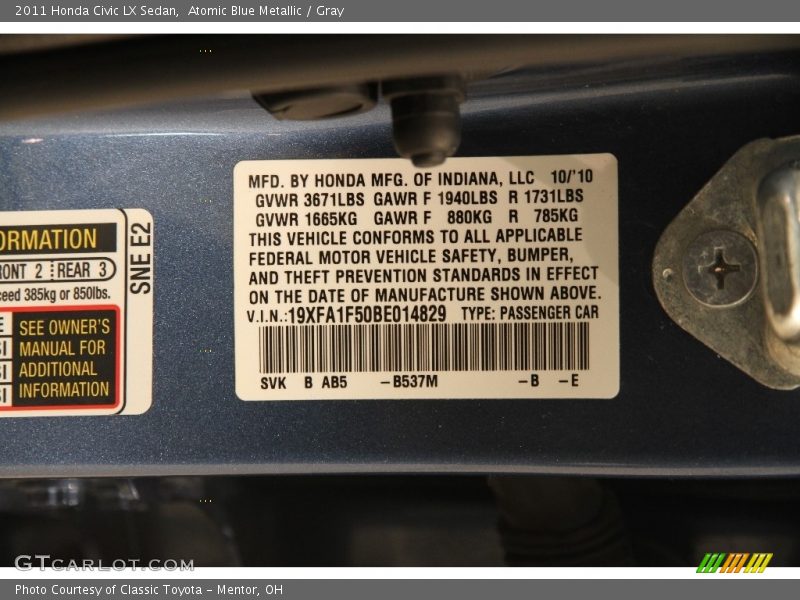 2011 Honda Civic LX Sedan,  Atomic Blue Metallic / Gray
MFD. BY HONDA MFG. OF INDIANA, LLC 10/'10
GVWR 3671LBS GAWR F 1940LBS R 1731LBS
GVWR 1665KG GAWR F 880KG R 785KG
THIS VEHICLE CONFORMS TO ALL APPLICABLE
FEDERAL MOTOR VEHICLE SAFETY, BUMPER,
AND THEFT PREVENTION STANDARDS IN EFFECT
ON THE DATE OF MANUFACTURE SHOWN ABOVE.
V.I.N.:19XFA1F50BE014829 TYPE: PASSENGER CAR
SVK B AB5 –B537M –B –E
ORMATION
RONT 2 REAR 3
ceed 385kg or 850lbs.
SEE OWNER'S
MANUAL FOR
ADDITIONAL
INFORMATION
SNE E2
GTCARLOT.COM
Photo Courtesy of Classic Toyota – Mentor, OH